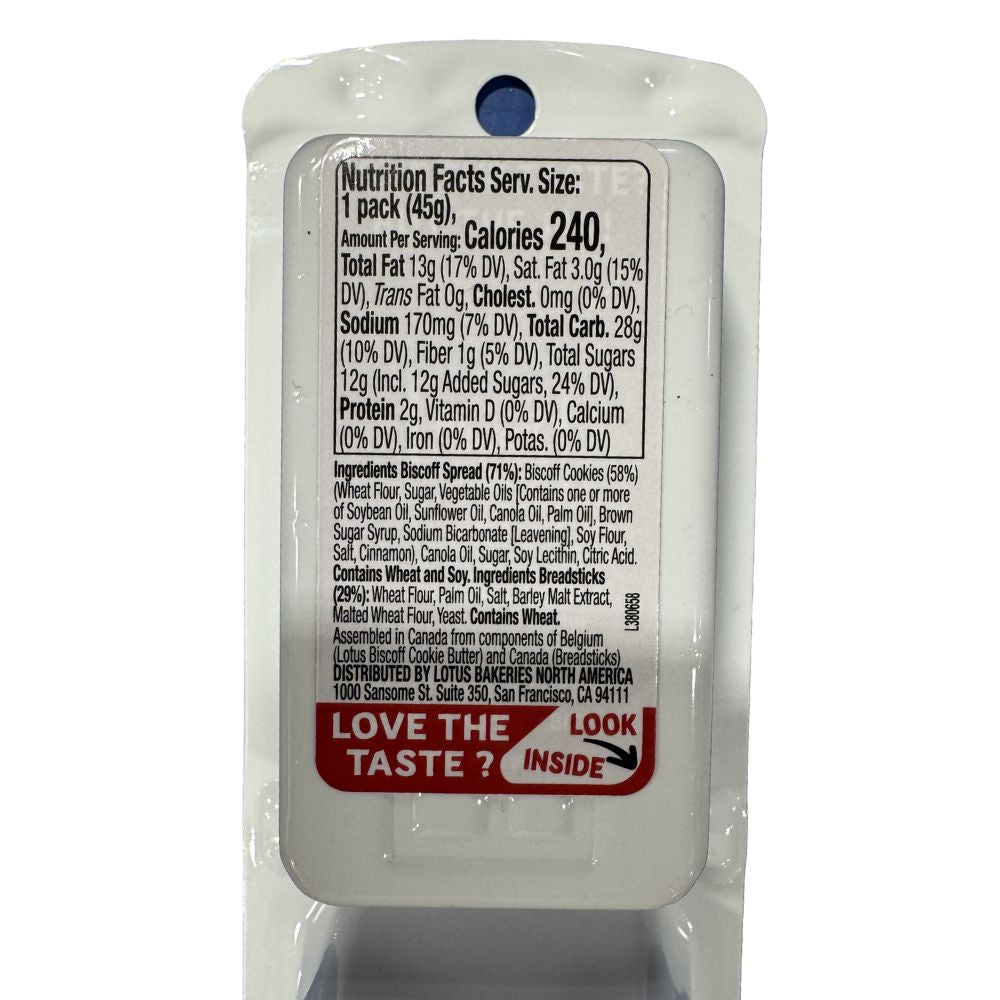 Nutrition Facts Serv. Size:
1 pack (45g),
Amount Per Serving: Calories 240,
Total Fat 13g (17% DV), Sat. Fat 3.0g (15%
DV), Trans Fat 0g, Cholest. 0mg (0% DV),
Sodium 170mg (7% DV), Total Carb. 28g
(10% DV), Fiber 1g (5% DV), Total Sugars
12g (Incl. 12g Added Sugars, 24% DV),
Protein 2g, Vitamin D (0% DV), Calcium
(0% DV), Iron (0% DV), Potas. (0% DV)
Ingredients Biscoff Spread (71%): Biscoff Cookies (58%)
(Wheat Flour, Sugar, Vegetable Oils [Contains one or more
of Soybean Oil, Sunflower Oil, Canola Oil, Palm Oil], Brown
Sugar Syrup, Sodium Bicarbonate [Leavening], Soy Flour,
Salt, Cinnamon), Canola Oil, Sugar, Soy Lecithin, Citric Acid.
Contains Wheat and Soy. Ingredients Breadsticks
(29%): Wheat Flour, Palm Oil, Salt, Barley Malt Extract,
Malted Wheat Flour, Yeast. Contains Wheat.
L380658
Assembled in Canada from components of Belgium
(Lotus Biscoff Cookie Butter) and Canada (Breadsticks)
DISTRIBUTED BY LOTUS BAKERIES NORTH AMERICA
1000 Sansome St. Suite 350, San Francisco, CA 94111
LOVE THE
TASTE ?
LOOK
INSIDE